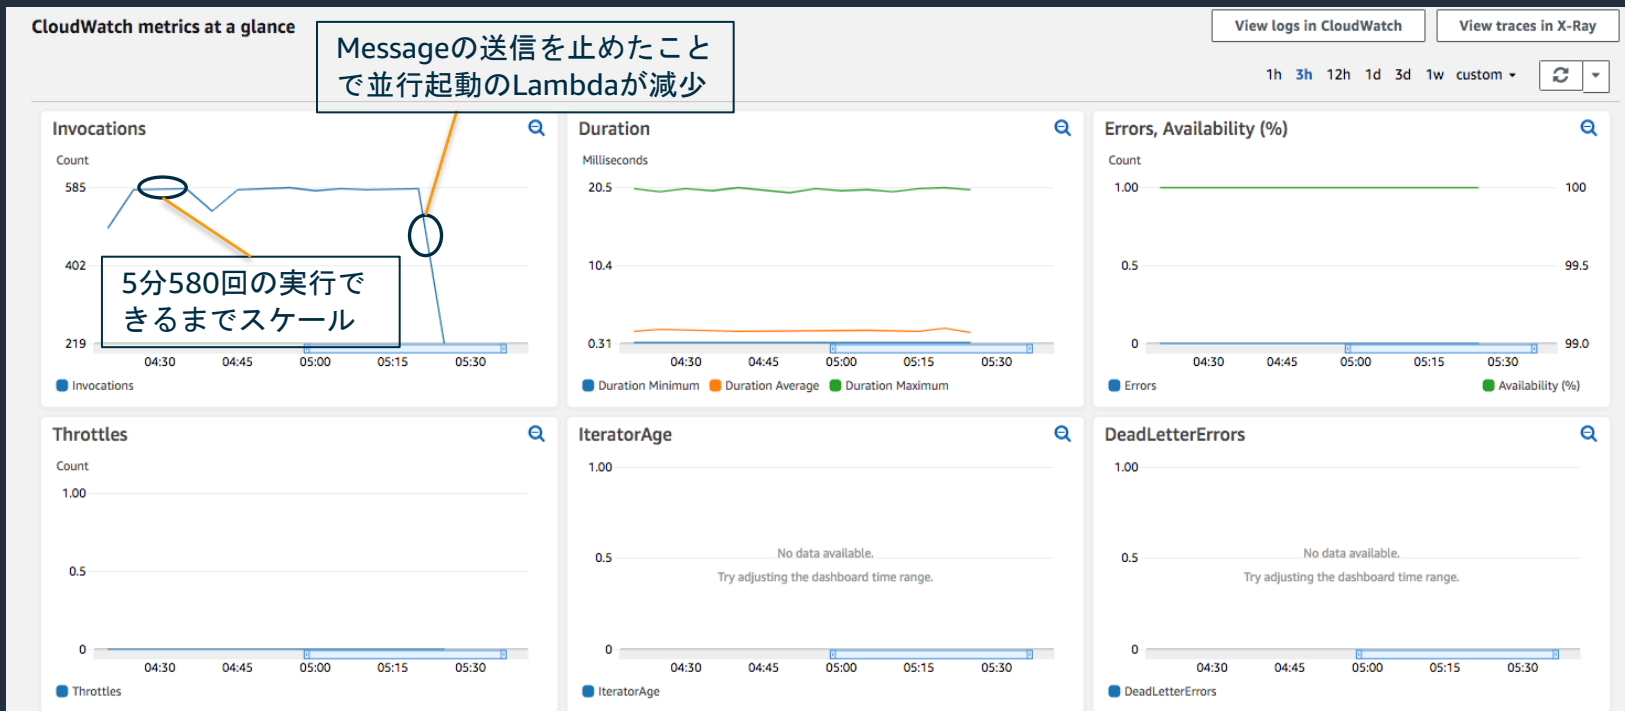 CloudWatch metrics at a glance
View logs in CloudWatch
View traces in X-Ray
Messageの送信を止めたこと
で並行起動のLambdaが減少
1h 3h 12h 1d 3d 1w custom
Invocations
Count
585
402
219
5分580回の実行で
きるまでスケール
04:30 04:45 05:00 05:15 05:30
Invocations
Duration
Milliseconds
20.5
10.4
0.31
04:30 04:45 05:00 05:15 05:30
Duration Minimum Duration Average Duration Maximum
Errors, Availability (%)
Count
1.00 100
0.5 99.5
0 99.0
04:30 04:45 05:00 05:15 05:30
Errors Availability (%)
Throttles
Count
1.00
0.5
0
04:30 04:45 05:00 05:15 05:30
Throttles
IteratorAge
1.00
0.5
No data available.
Try adjusting the dashboard time range.
0
04:30 04:45 05:00 05:15 05:30
IteratorAge
DeadLetterErrors
1.00
0.5
No data available.
Try adjusting the dashboard time range.
0
04:30 04:45 05:00 05:15 05:30
DeadLetterErrors